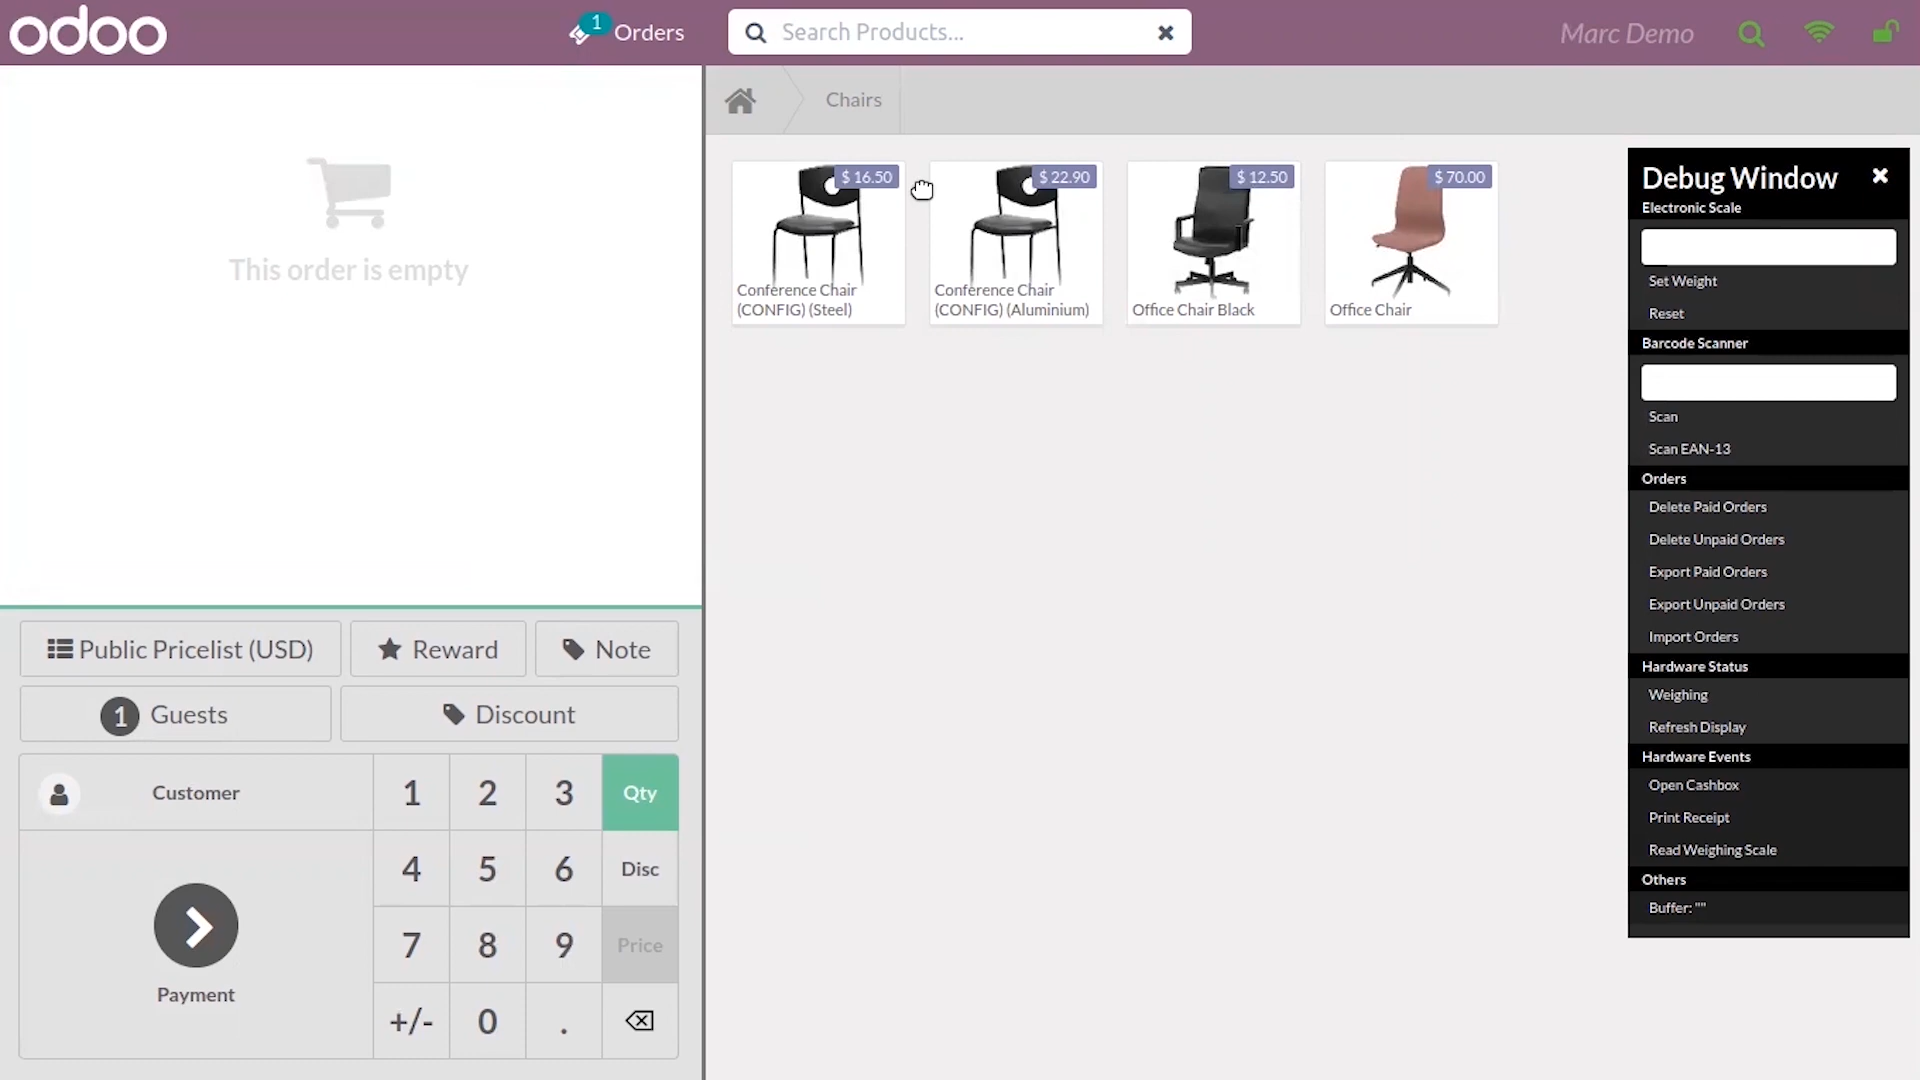 odoo
1
Orders
Search Products...
Marc Demo
This order is empty
Chairs
$ 16.50
Conference Chair
(CONFIG) (Steel)
$ 22.90
Conference Chair
(CONFIG) (Aluminium)
$ 12.50
Office Chair Black
$ 70.00
Office Chair
Debug Window
Electronic Scale
Set Weight
Reset
Barcode Scanner
Scan
Scan EAN-13
Orders
Delete Paid Orders
Delete Unpaid Orders
Export Paid Orders
Export Unpaid Orders
Import Orders
Hardware Status
Weighing
Refresh Display
Hardware Events
Open Cashbox
Print Receipt
Read Weighing Scale
Others
Buffer: ""
Public Pricelist (USD)
Reward
Note
1 Guests
Discount
Customer
Payment
1 2 3 Qty
4 5 6 Disc
7 8 9 Price
+/- 0 .